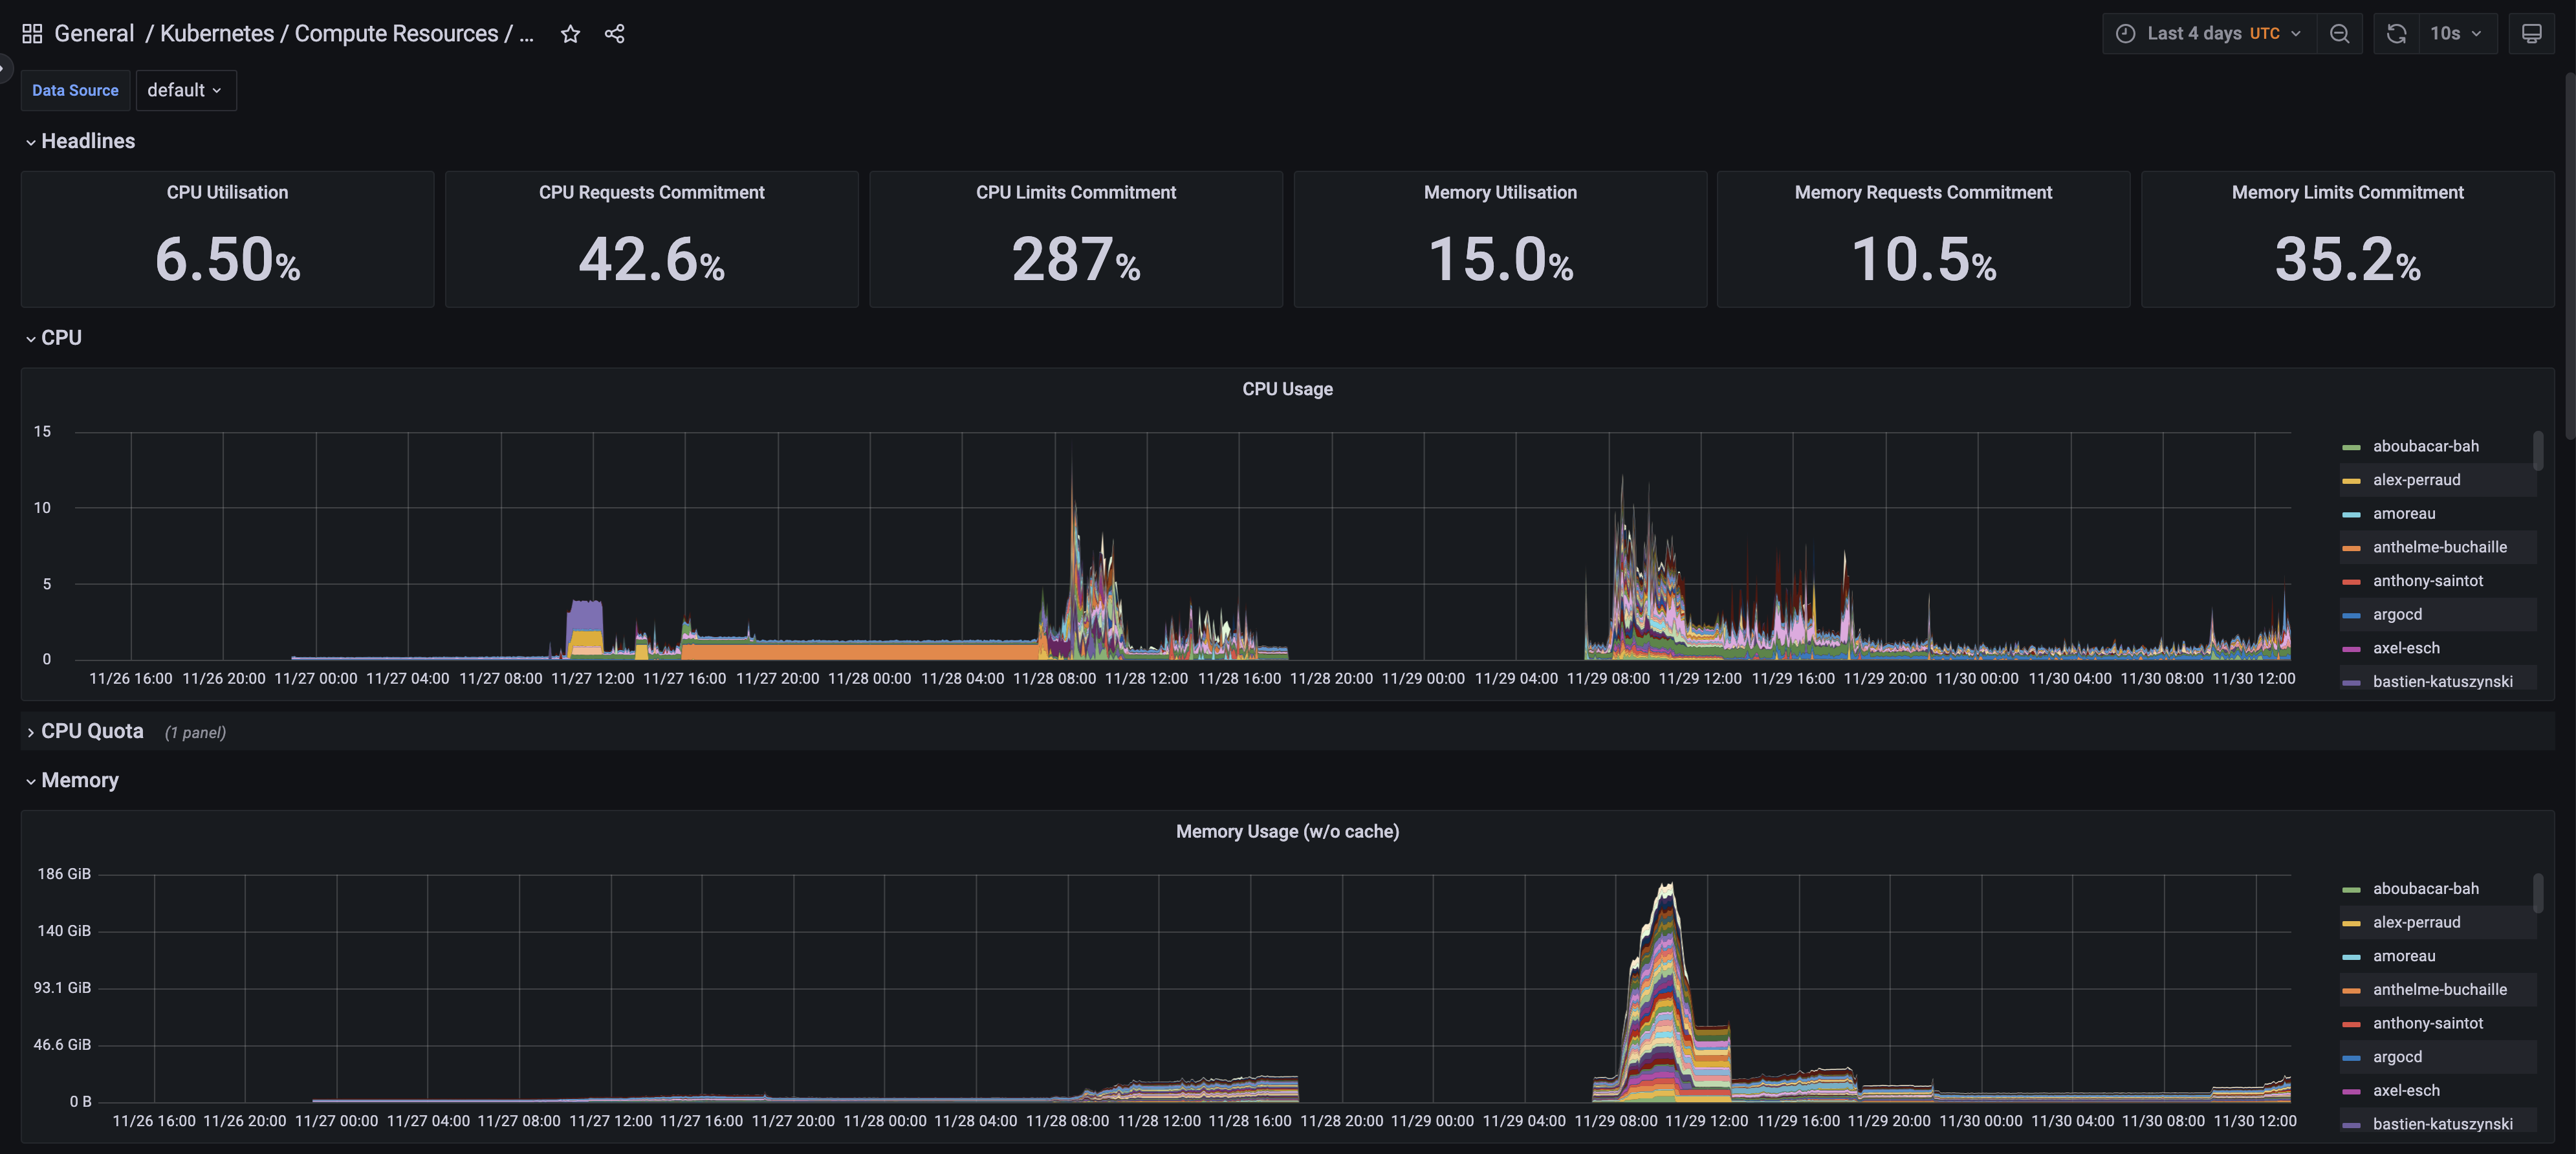 General / Kubernetes / Compute Resources / ...
Last 4 days UTC
10s
Data Source
default
Headlines
CPU Utilisation
6.50%
CPU Requests Commitment
42.6%
CPU Limits Commitment
287%
Memory Utilisation
15.0%
Memory Requests Commitment
10.5%
Memory Limits Commitment
35.2%
CPU
CPU Usage
15
10
5
0
11/26 16:00 11/26 20:00 11/27 00:00 11/27 04:00 11/27 08:00 11/27 12:00 11/27 16:00 11/27 20:00 11/28 00:00 11/28 04:00 11/28 08:00 11/28 12:00 11/28 16:00 11/28 20:00 11/29 00:00 11/29 04:00 11/29 08:00 11/29 12:00 11/29 16:00 11/29 20:00 11/30 00:00 11/30 04:00 11/30 08:00 11/30 12:00
aboubacar-bah
alex-perraud
amoreau
anthelme-buchaille
anthony-saintot
argocd
axel-esch
bastien-katuszynski
CPU Quota (1 panel)
Memory
Memory Usage (w/o cache)
186 GiB
140 GiB
93.1 GiB
46.6 GiB
0 B
11/26 16:00 11/26 20:00 11/27 00:00 11/27 04:00 11/27 08:00 11/27 12:00 11/27 16:00 11/27 20:00 11/28 00:00 11/28 04:00 11/28 08:00 11/28 12:00 11/28 16:00 11/28 20:00 11/29 00:00 11/29 04:00 11/29 08:00 11/29 12:00 11/29 16:00 11/29 20:00 11/30 00:00 11/30 04:00 11/30 08:00 11/30 12:00
aboubacar-bah
alex-perraud
amoreau
anthelme-buchaille
anthony-saintot
argocd
axel-esch
bastien-katuszynski